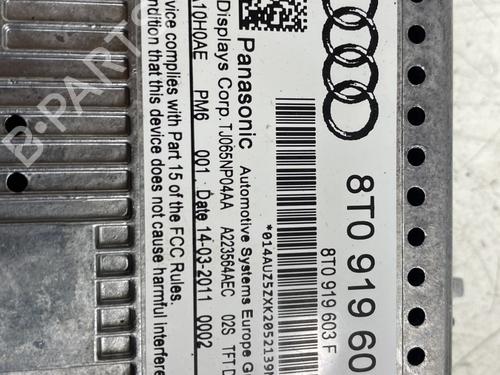 8T0 919 60
8T0 919 603 F
Panasonic Automotive Systems Europe G
Displays Corp. TJ065NP04AA A223564AEC 02S TFT D
10H0AE PM6 001 Date 14-03-2011 0002
vice complies with Part 15 of the FCC Rules.
ndition that this device does not cause harmful interfere
B-PARTS